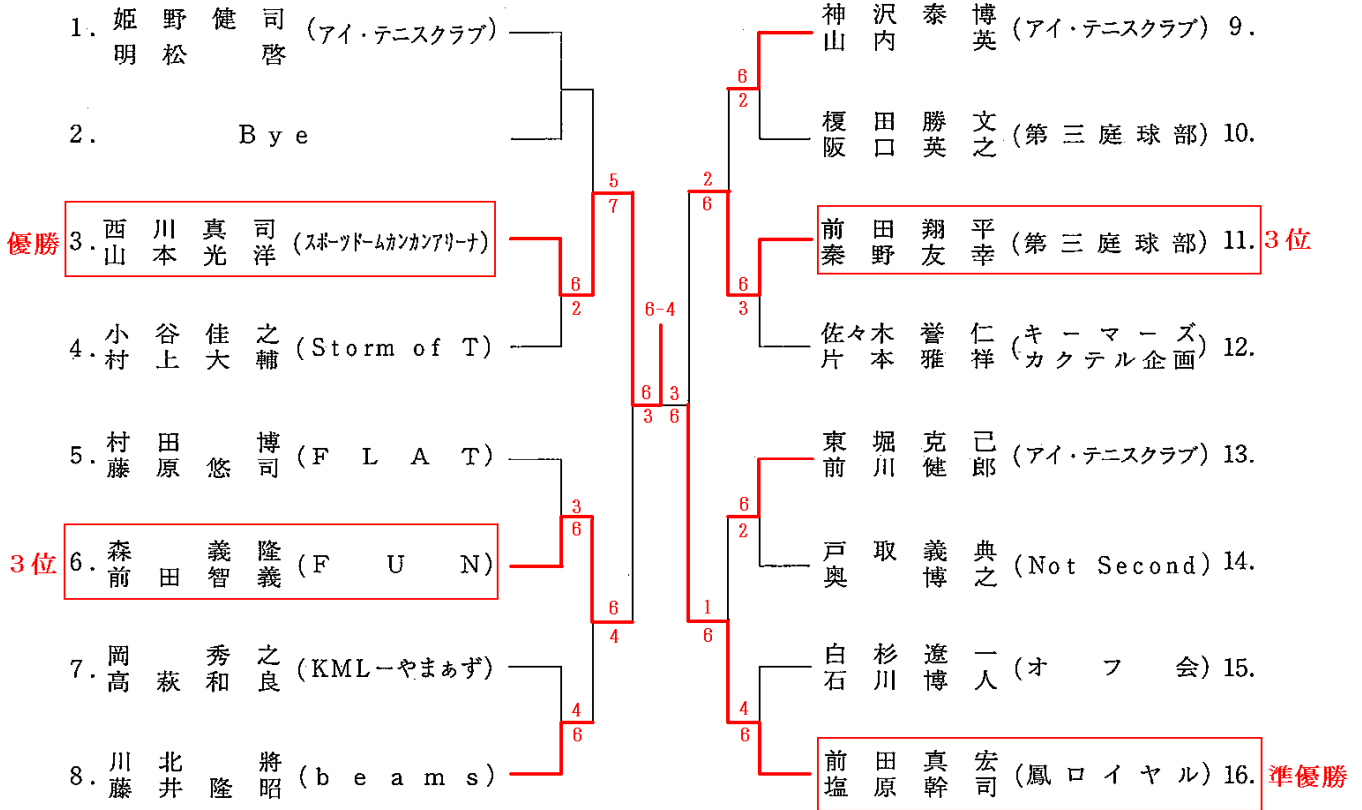 1. 姫野健司 (アイ・テニスクラブ)
明松啓
2. Bye
優勝 3. 西川真司 (スポーツドームカンカンアリーナ)
山本光洋
4. 小谷佳之 (Storm of T)
村上大輔
5. 村田博 (FLAT)
藤原悠司
3位 6. 森義隆 (FUN)
前田智義
7. 岡秀之 (KMLーやまぁず)
高萩和良
8. 川北將 (beams)
藤井隆昭
5
7
6
2
3
6
6
4
4
6
6
3
6-4
3
6
2
6
1
6
6
2
6
3
6
2
4
6
神沢泰博 (アイ・テニスクラブ) 9.
山内英
榎田勝文 (第三庭球部) 10.
阪口英之
前田翔平 (第三庭球部) 11. 3位
秦野友幸
佐々木誉仁 (キーマーズ
片本雅祥 カクテル企画) 12.
東堀克己 (アイ・テニスクラブ) 13.
前川健郎
戸取義典 (Not Second) 14.
奥博之
白杉遼一 (オフ会) 15.
石川博人
前田真宏 (鳳ロイヤル) 16. 準優勝
塩原幹司